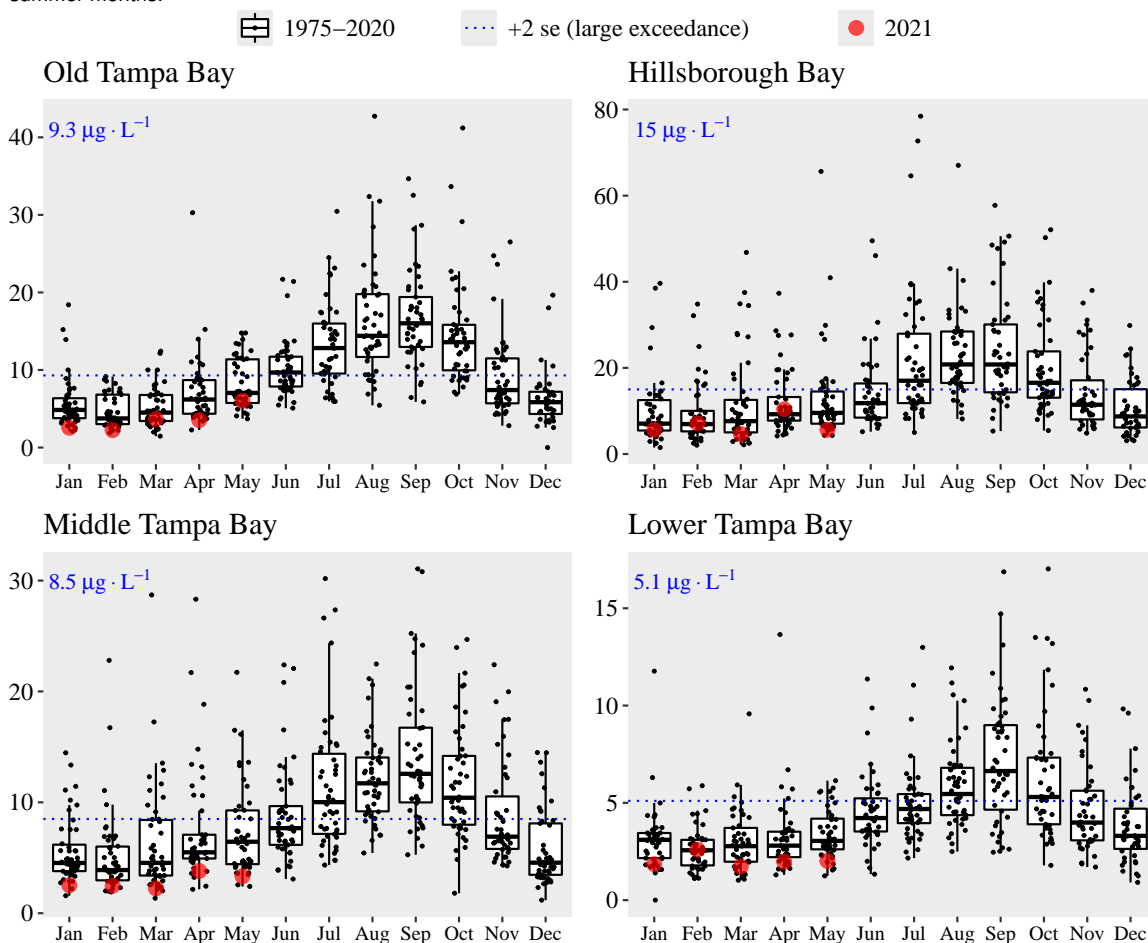 summer months.
1975−2020 +2 se (large exceedance) 2021
Old Tampa Bay
9.3 µg · L−1
40
30
20
10
0
Jan Feb Mar Apr May Jun Jul Aug Sep Oct Nov Dec
Hillsborough Bay
15 µg · L−1
80
60
40
20
0
Jan Feb Mar Apr May Jun Jul Aug Sep Oct Nov Dec
Middle Tampa Bay
8.5 µg · L−1
30
20
10
0
Jan Feb Mar Apr May Jun Jul Aug Sep Oct Nov Dec
Lower Tampa Bay
5.1 µg · L−1
15
10
5
0
Jan Feb Mar Apr May Jun Jul Aug Sep Oct Nov Dec